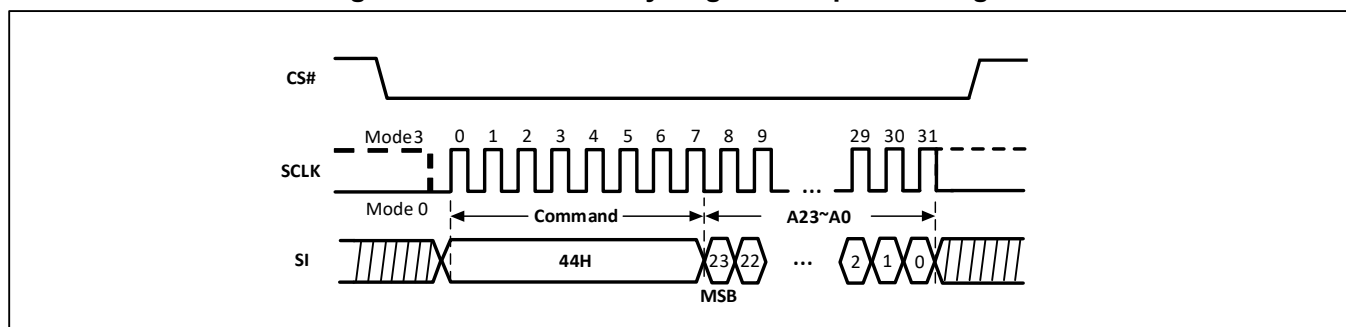 CS#
Mode 3 0 1 2 3 4 5 6 7 8 9 29 30 31
SCLK
...
Mode 0
Command A23~A0
SI 44H 23 22 ... 2 1 0
MSB